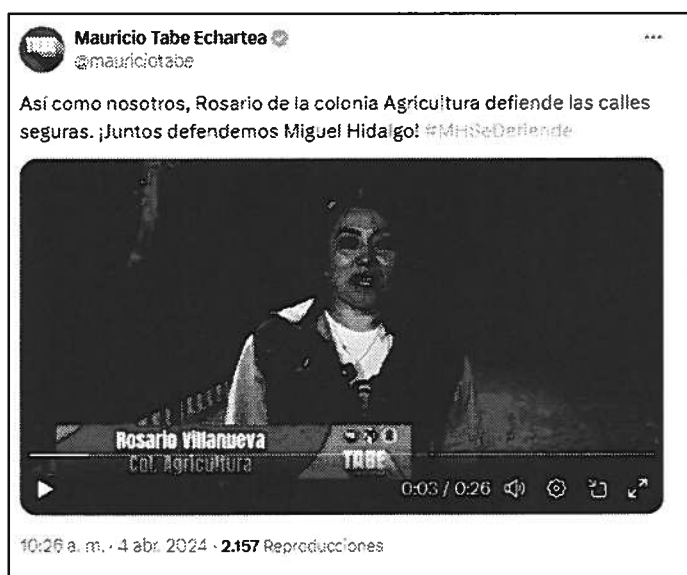 Mauricio Tabe Echartea
@mauriciotabe
Así como nosotros, Rosario de la colonia Agricultura defiende las calles
seguras. ¡Juntos defendemos Miguel Hidalgo! #MHSeDefiende
Rosario Villanueva
Col. Agricultura
TABE
0:03 / 0:26
10:26 a. m. · 4 abr. 2024 · 2.157 Reproducciones